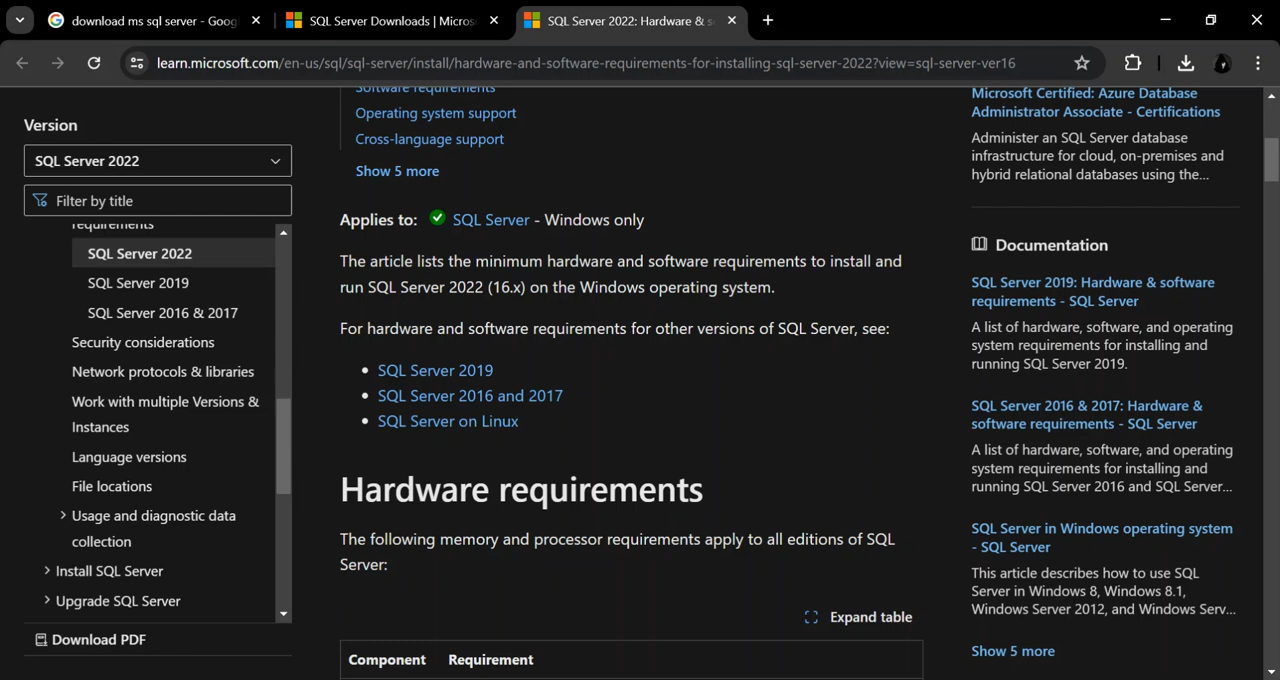 download ms sql server - Goog
SQL Server Downloads | Micros
SQL Server 2022: Hardware & s
learn.microsoft.com/en-us/sql/sql-server/install/hardware-and-software-requirements-for-installing-sql-server-2022?view=sql-server-ver16
Version
SQL Server 2022
Filter by title
requirements
SQL Server 2022
SQL Server 2019
SQL Server 2016 & 2017
Security considerations
Network protocols & libraries
Work with multiple Versions &
Instances
Language versions
File locations
Usage and diagnostic data
collection
Install SQL Server
Upgrade SQL Server
Download PDF
Software requirements
Operating system support
Cross-language support
Show 5 more
Applies to: SQL Server - Windows only
The article lists the minimum hardware and software requirements to install and
run SQL Server 2022 (16.x) on the Windows operating system.
For hardware and software requirements for other versions of SQL Server, see:
• SQL Server 2019
• SQL Server 2016 and 2017
• SQL Server on Linux
Hardware requirements
The following memory and processor requirements apply to all editions of SQL
Server:
Expand table
Component Requirement
Microsoft Certified: Azure Database
Administrator Associate - Certifications
Administer an SQL Server database
infrastructure for cloud, on-premises and
hybrid relational databases using the...
Documentation
SQL Server 2019: Hardware & software
requirements - SQL Server
A list of hardware, software, and operating
system requirements for installing and
running SQL Server 2019.
SQL Server 2016 & 2017: Hardware &
software requirements - SQL Server
A list of hardware, software, and operating
system requirements for installing and
running SQL Server 2016 and SQL Server...
SQL Server in Windows operating system
- SQL Server
This article describes how to use SQL
Server in Windows 8, Windows 8.1,
Windows Server 2012, and Windows Serv...
Show 5 more